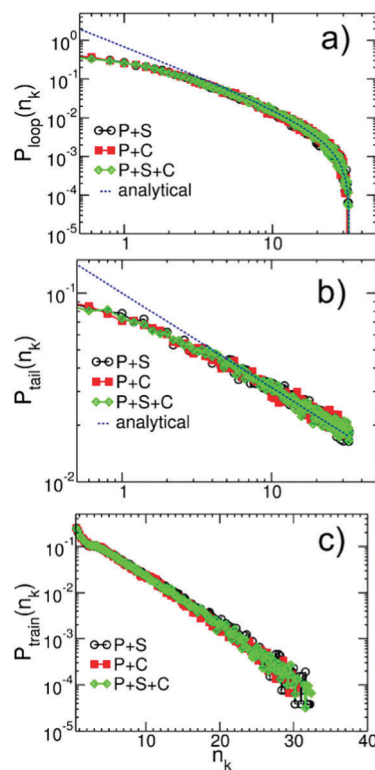 a)
10^0
10^-1
10^-2
10^-3
10^-4
10^-5
P_loop(n_k)
P+S
P+C
P+S+C
analytical
1 10
b)
10^-1
10^-2
P_tail(n_k)
P+S
P+C
P+S+C
analytical
1 10
c)
10^-1
10^-2
10^-3
10^-4
10^-5
P_train(n_k)
P+S
P+C
P+S+C
10 20 30 40
n_k